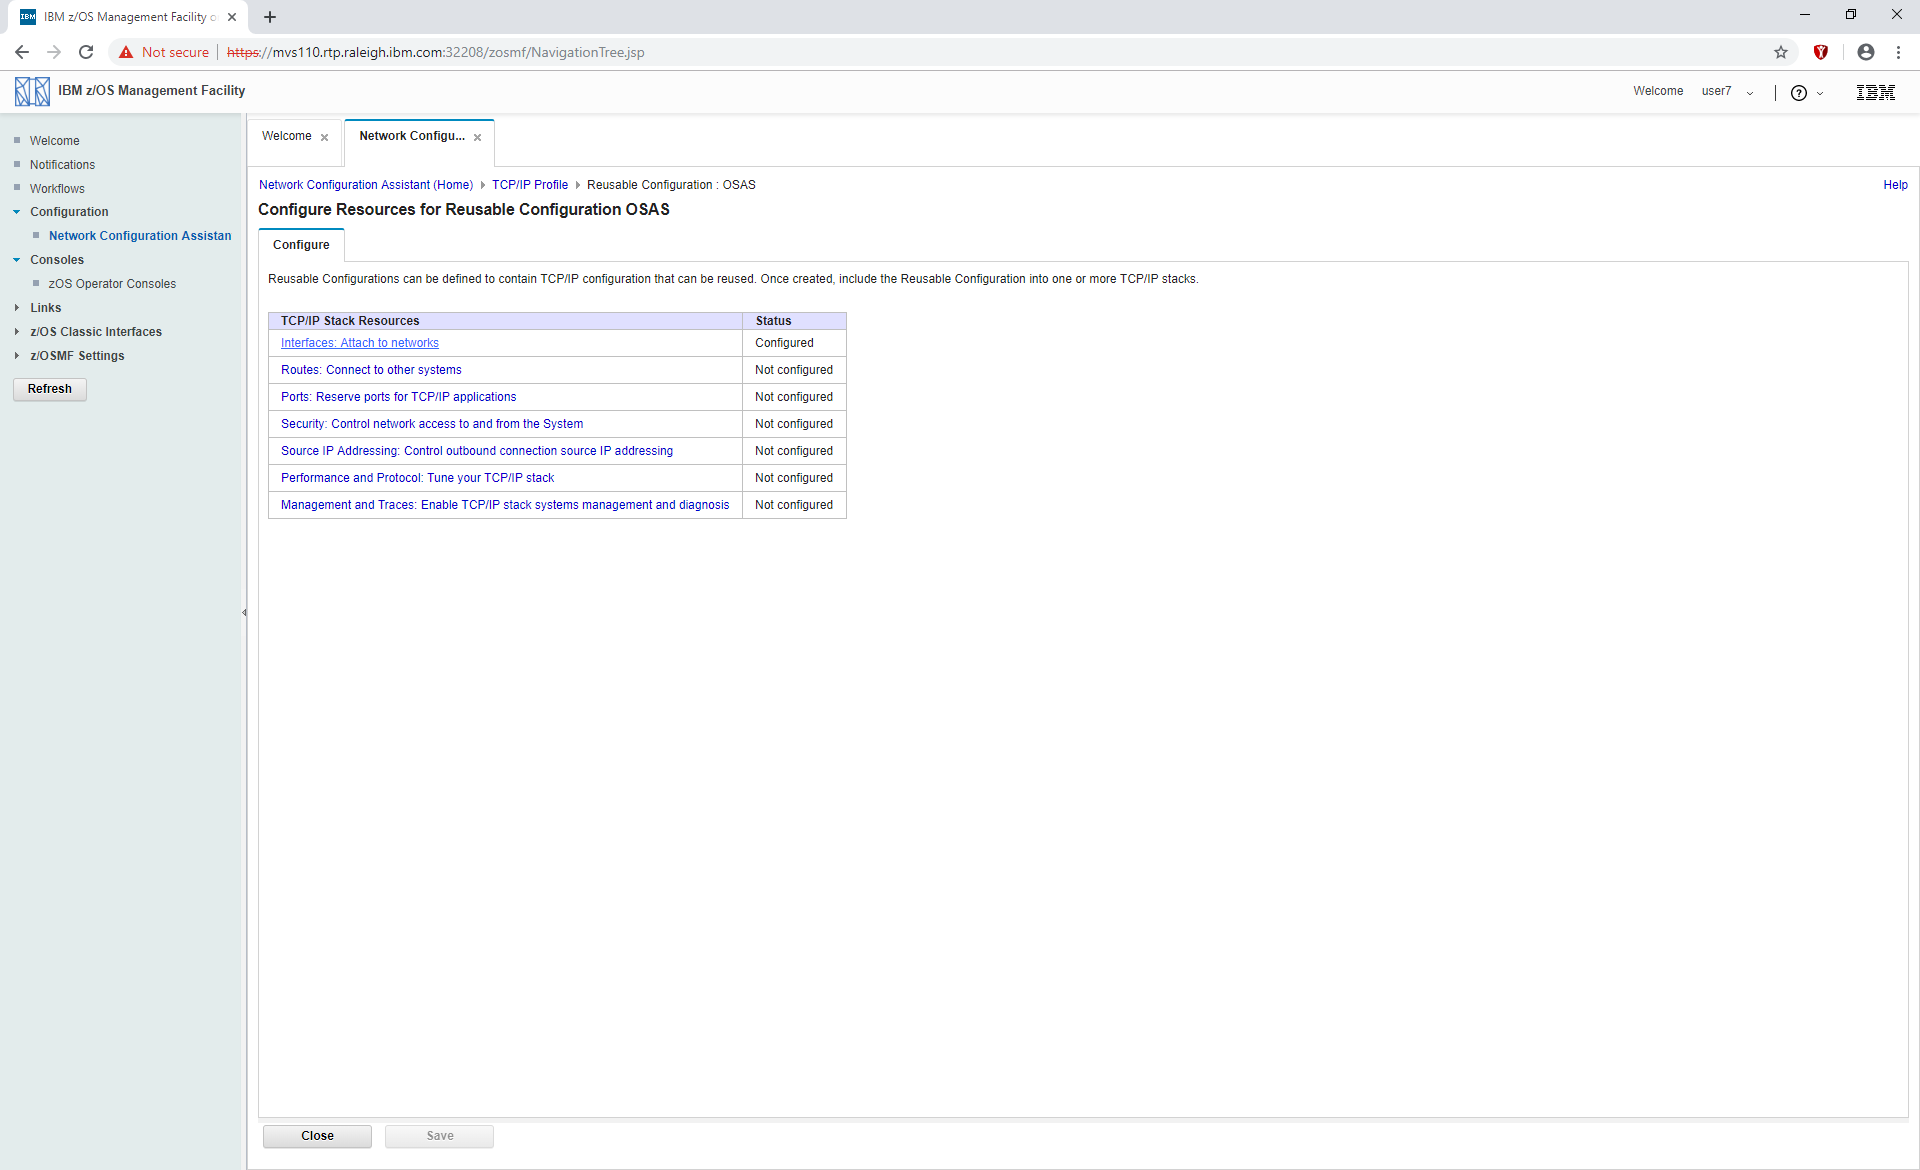 IBM z/OS Management Facility o
Not secure
https://mvs110.rtp.raleigh.ibm.com:32208/zosmf/NavigationTree.jsp
IBM z/OS Management Facility
Welcome user7
IBM
Welcome
Notifications
Workflows
Configuration
Network Configuration Assistan
Consoles
zOS Operator Consoles
Links
z/OS Classic Interfaces
z/OSMF Settings
Refresh
Welcome
Network Configu...
Network Configuration Assistant (Home) TCP/IP Profile Reusable Configuration : OSAS
Help
Configure Resources for Reusable Configuration OSAS
Configure
Reusable Configurations can be defined to contain TCP/IP configuration that can be reused. Once created, include the Reusable Configuration into one or more TCP/IP stacks.
TCP/IP Stack Resources Status
Interfaces: Attach to networks Configured
Routes: Connect to other systems Not configured
Ports: Reserve ports for TCP/IP applications Not configured
Security: Control network access to and from the System Not configured
Source IP Addressing: Control outbound connection source IP addressing Not configured
Performance and Protocol: Tune your TCP/IP stack Not configured
Management and Traces: Enable TCP/IP stack systems management and diagnosis Not configured
Close Save